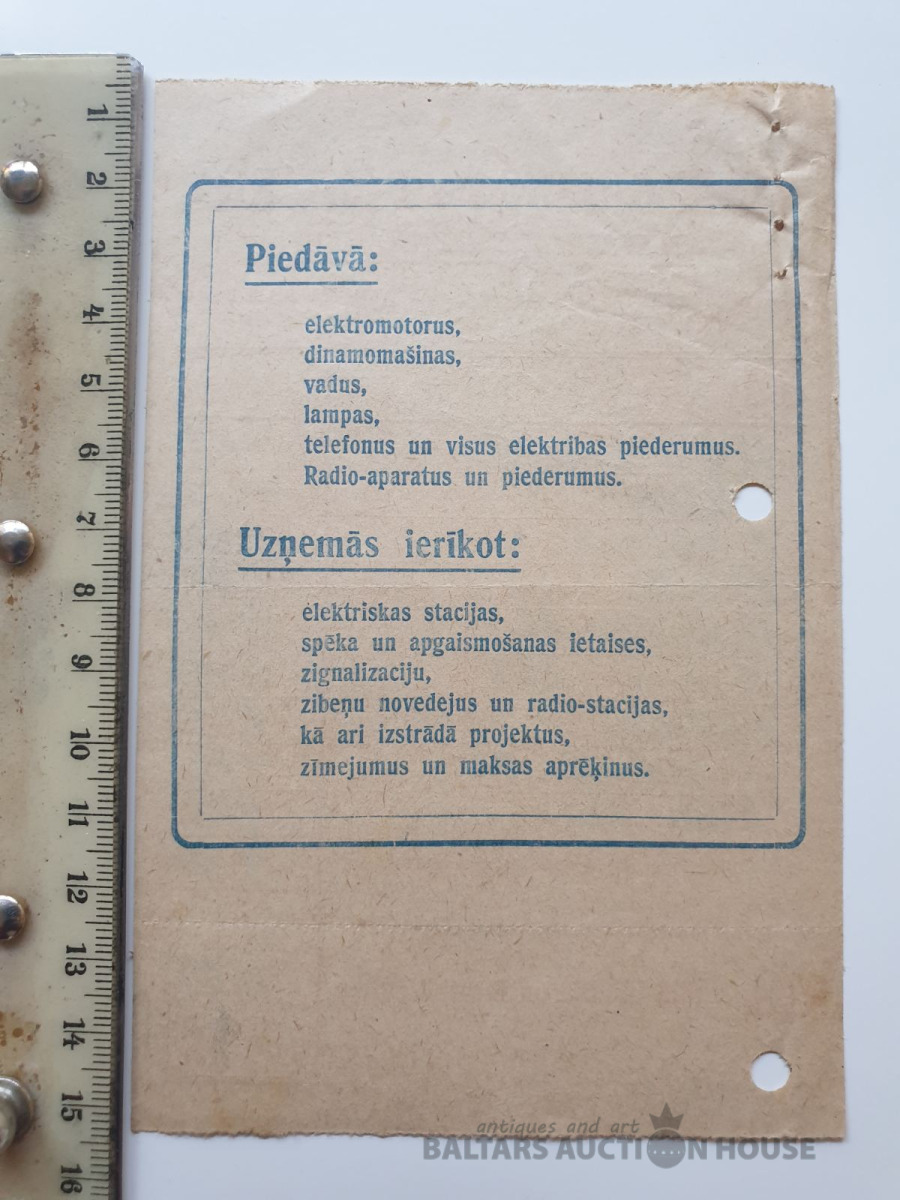 Piedāvā:
elektromotorus,
dinamomašinas,
vadus,
lampas,
telefonus un visus elektribas piederumus.
Radio-aparatus un piederumus.
Uzņemās ierīkot:
elektriskas stacijas,
spēka un apgaismošanas ietaises,
zignalizaciju,
zibeņu novedejus un radio-stacijas,
kā ari izstrādā projektus,
zīmejumus un maksas aprēķinus.
1
2
3
4
5
6
7
8
9
10
11
12
13
14
15
16
antiques and art
BALTARS AUCTION HOUSE